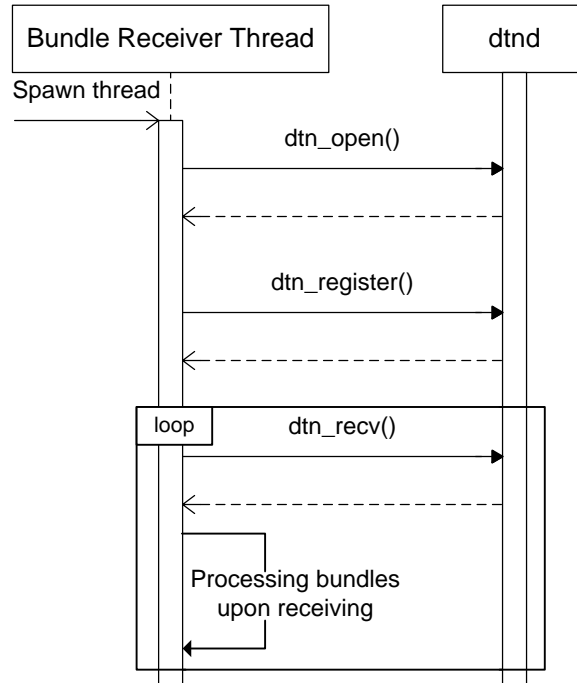 Bundle Receiver Thread
dtnd
Spawn thread
dtn_open()
dtn_register()
loop
dtn_recv()
Processing bundles
upon receiving